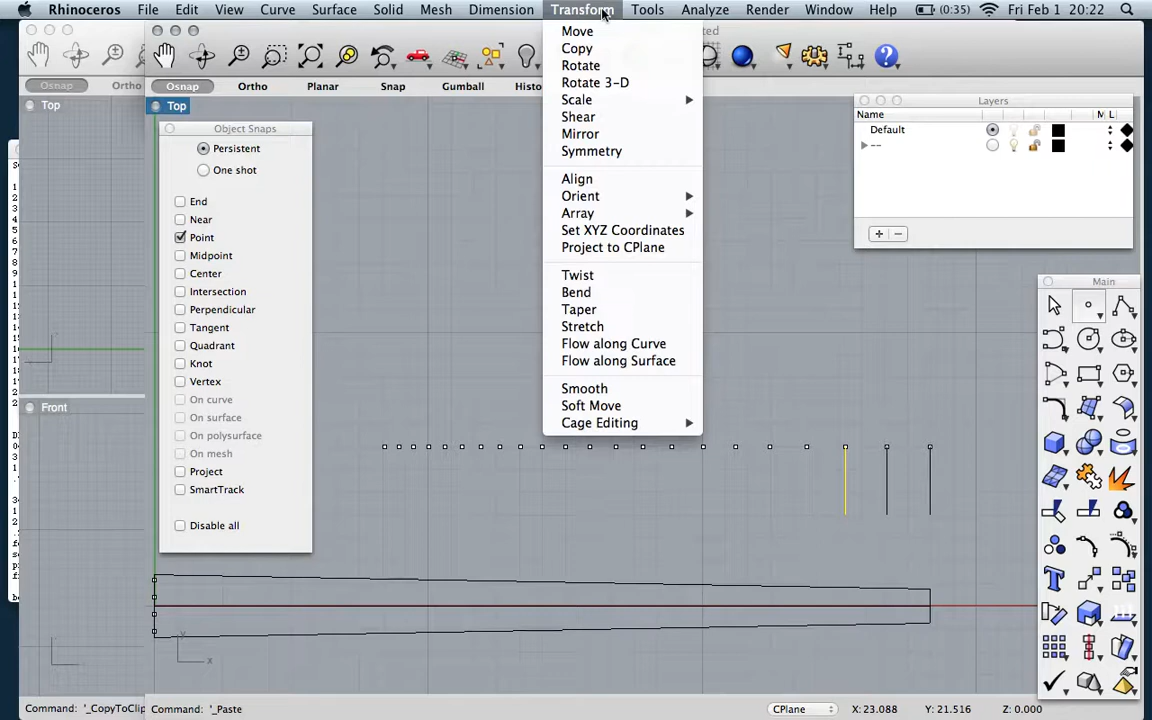 Rhinoceros File Edit View Curve Surface Solid Mesh Dimension Transform Tools Analyze Render Window Help (0:35) Fri Feb 1 20:22
Osnap Ortho
Osnap Ortho Planar Snap Gumball Histo
Top
Top
Object Snaps
Persistent
One shot
End
Near
Point
Midpoint
Center
Intersection
Perpendicular
Tangent
Quadrant
Knot
Vertex
On curve
On surface
On polysurface
On mesh
Project
SmartTrack
Disable all
Move
Copy
Rotate
Rotate 3-D
Scale
Shear
Mirror
Symmetry
Align
Orient
Array
Set XYZ Coordinates
Project to CPlane
Twist
Bend
Taper
Stretch
Flow along Curve
Flow along Surface
Smooth
Soft Move
Cage Editing
Layers
Name M L
Default
--
Main
Front
y
x
Command: '_CopyToClip
Command: '_Paste
CPlane X: 23.088 Y: 21.516 Z: 0.000